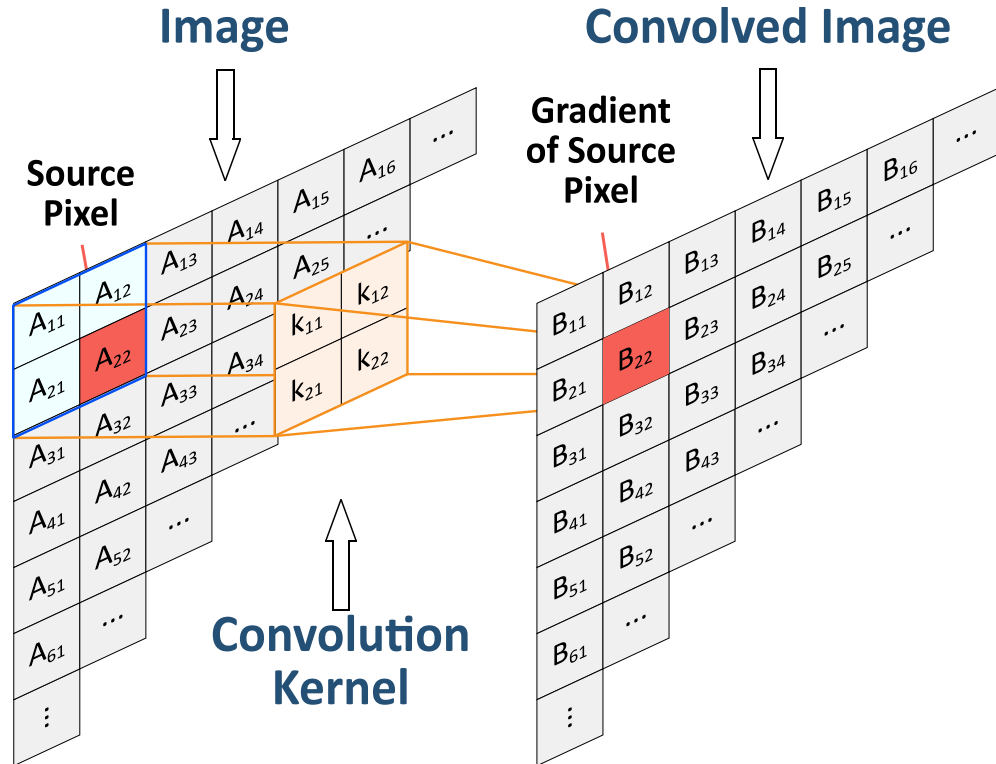 Image
Convolved Image
Source
Pixel
Gradient
of Source
Pixel
A₁₁ A₁₂ A₁₃ A₁₄ A₁₅ A₁₆ ...
A₂₁ A₂₂ A₂₃ A₂₄ A₂₅ ...
A₃₁ A₃₂ A₃₃ A₃₄
A₄₁ A₄₂ A₄₃ ...
A₅₁ A₅₂ ...
A₆₁ ...
⋮
k₁₁ k₁₂
k₂₁ k₂₂
B₁₁ B₁₂ B₁₃ B₁₄ B₁₅ B₁₆ ...
B₂₁ B₂₂ B₂₃ B₂₄ B₂₅ ...
B₃₁ B₃₂ B₃₃ B₃₄ ...
B₄₁ B₄₂ B₄₃ ...
B₅₁ B₅₂ ...
B₆₁ ...
⋮
Convolution
Kernel